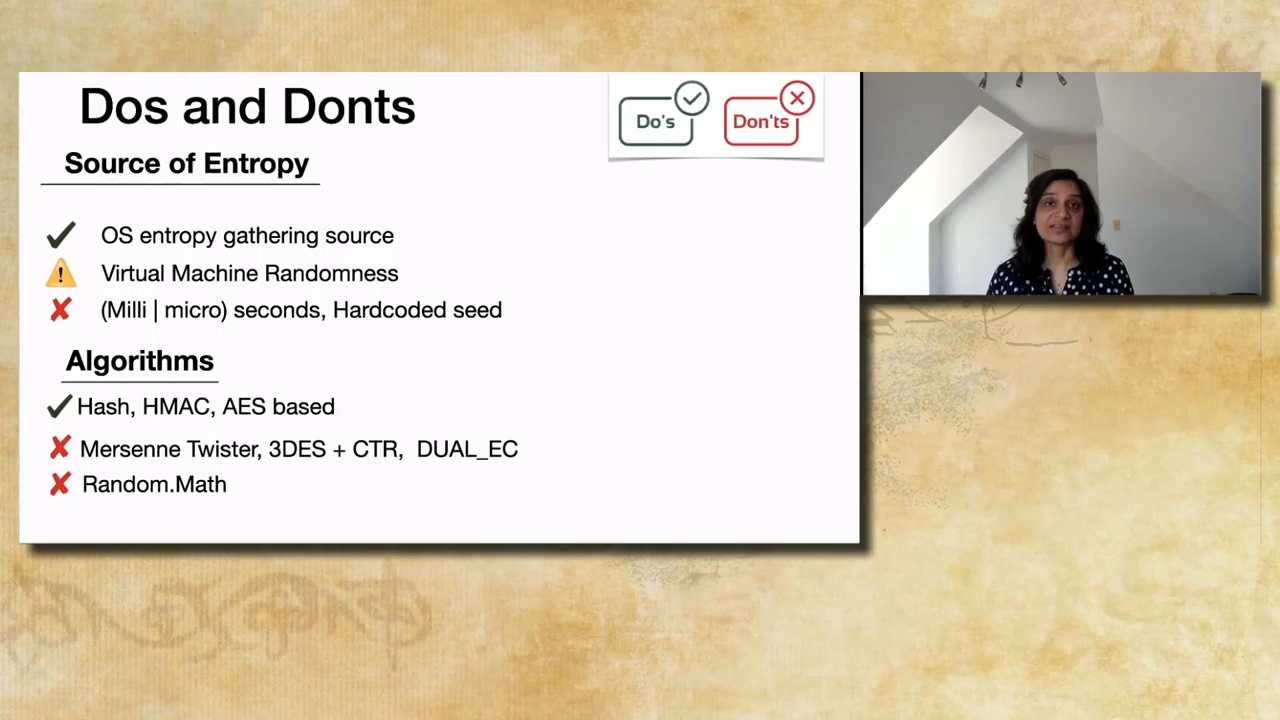 Dos and Donts
Do's
Don'ts
Source of Entropy
OS entropy gathering source
Virtual Machine Randomness
(Milli | micro) seconds, Hardcoded seed
Algorithms
Hash, HMAC, AES based
Mersenne Twister, 3DES + CTR, DUAL_EC
Random.Math